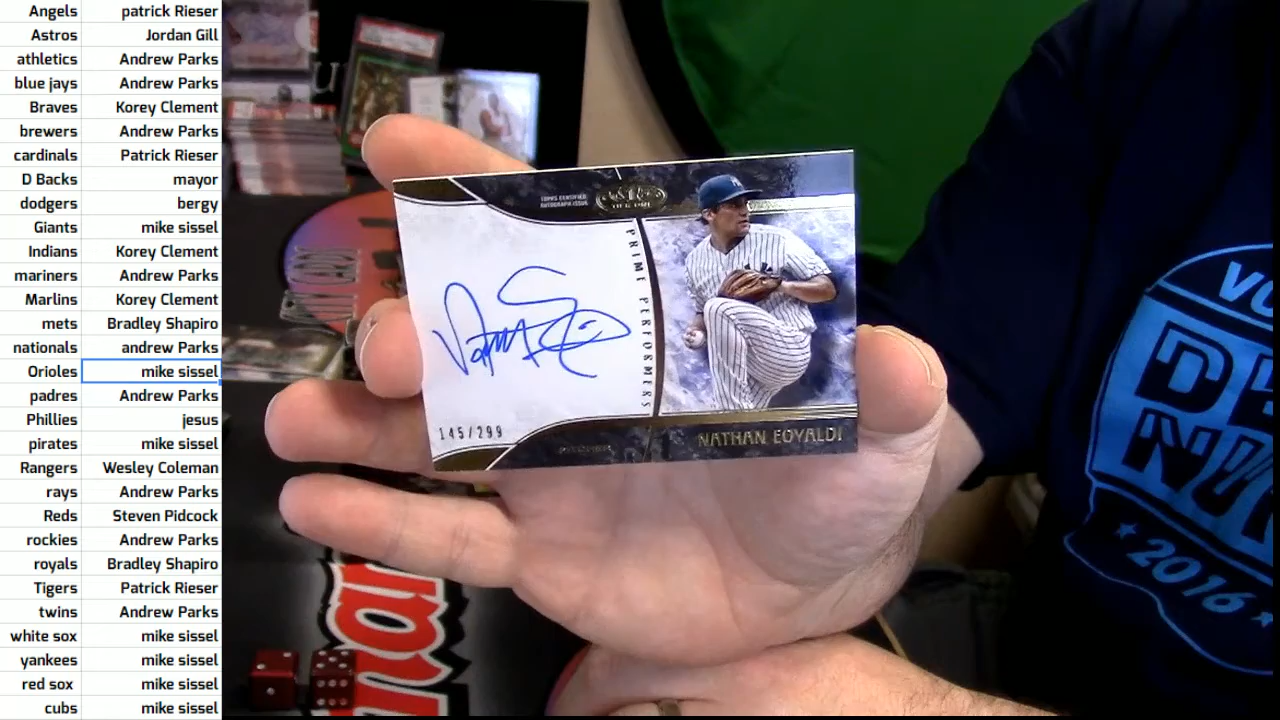 Angels patrick Rieser
Astros Jordan Gill
athletics Andrew Parks
blue jays Andrew Parks
Braves Korey Clement
brewers Andrew Parks
cardinals Patrick Rieser
D Backs mayor
dodgers bergy
Giants mike sissel
Indians Korey Clement
mariners Andrew Parks
Marlins Korey Clement
mets Bradley Shapiro
nationals andrew Parks
Orioles mike sissel
padres Andrew Parks
Phillies jesus
pirates mike sissel
Rangers Wesley Coleman
rays Andrew Parks
Reds Steven Pidcock
rockies Andrew Parks
royals Bradley Shapiro
Tigers Patrick Rieser
twins Andrew Parks
white sox mike sissel
yankees mike sissel
red sox mike sissel
cubs mike sissel
TOPPS CERTIFIED
AUTOGRAPH ISSUE
TIER ONE
PRIME PERFORMERS
145/299
PITCHER
NATHAN EOVALDI
2016